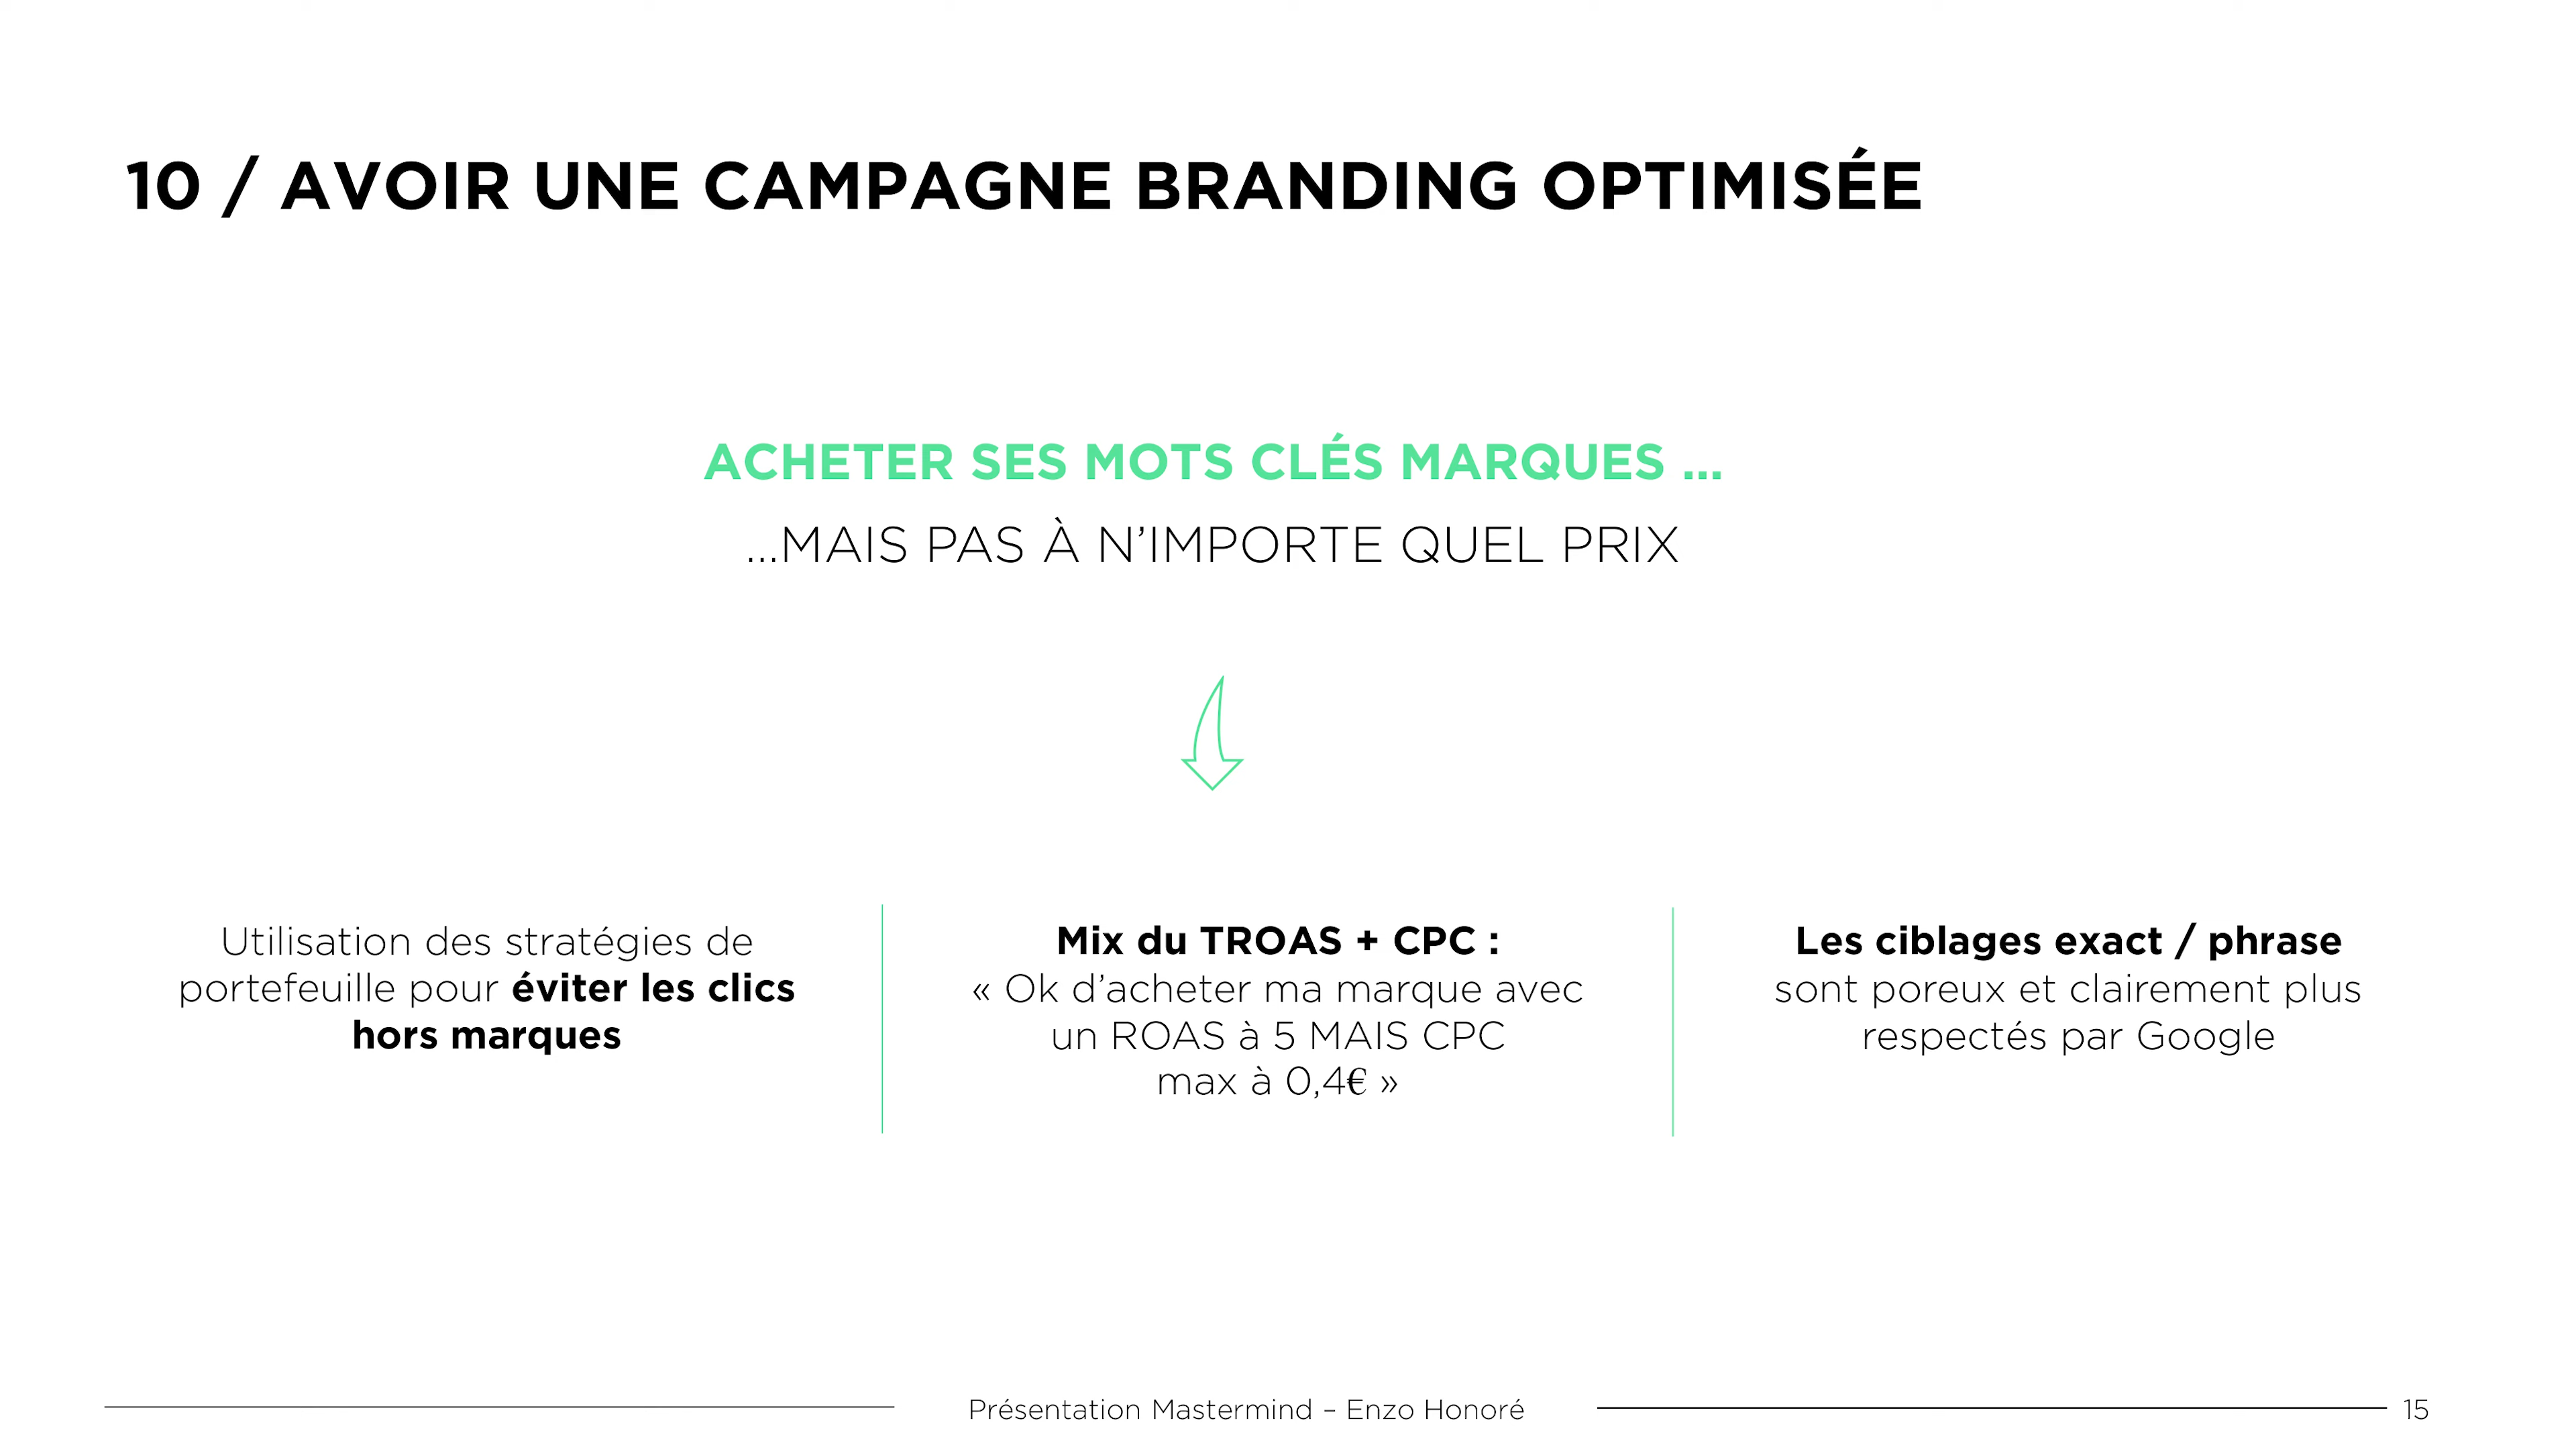 10 / AVOIR UNE CAMPAGNE BRANDING OPTIMISÉE
ACHETER SES MOTS CLÉS MARQUES ...
...MAIS PAS À N’IMPORTE QUEL PRIX
Utilisation des stratégies de
portefeuille pour éviter les clics
hors marques
Mix du TROAS + CPC :
« Ok d’acheter ma marque avec
un ROAS à 5 MAIS CPC
max à 0,4€ »
Les ciblages exact / phrase
sont poreux et clairement plus
respectés par Google
Présentation Mastermind – Enzo Honoré
15